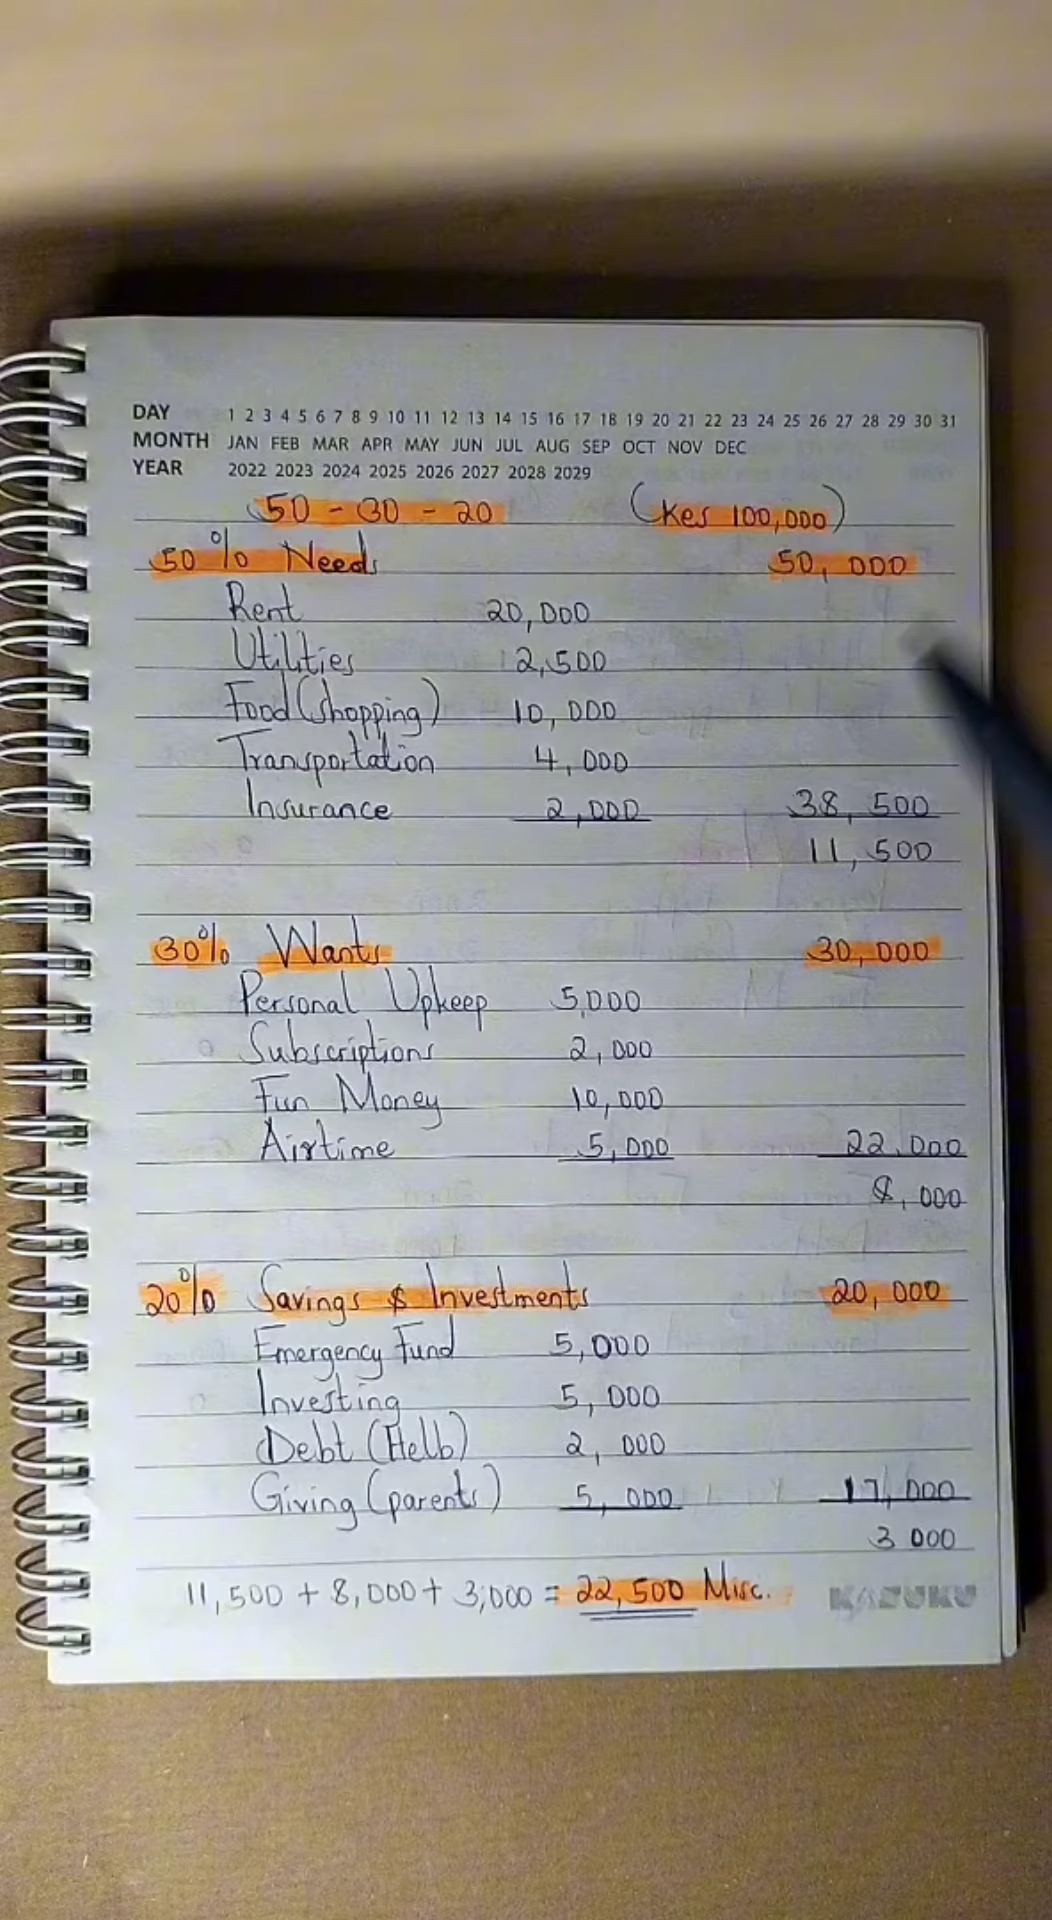 DAY 1 2 3 4 5 6 7 8 9 10 11 12 13 14 15 16 17 18 19 20 21 22 23 24 25 26 27 28 29 30 31
MONTH JAN FEB MAR APR MAY JUN JUL AUG SEP OCT NOV DEC
YEAR 2022 2023 2024 2025 2026 2027 2028 2029
50 - 30 - 20 (Kes 100,000)
50% Needs 50,000
Rent 20,000
Utilities 2,500
Food (shopping) 10,000
Transportation 4,000
Insurance 2,000 38,500
11,500
30% Wants 30,000
Personal Upkeep 5,000
Subscriptions 2,000
Fun Money 10,000
Airtime 5,000 22,000
8,000
20% Savings $ Investments 20,000
Emergency Fund 5,000
Investing 5,000
Debt (Helb) 2,000
Giving (parents) 5,000 17,000
3 000
11,500 + 8,000 + 3,000 = 22,500 Misc. KASUKU